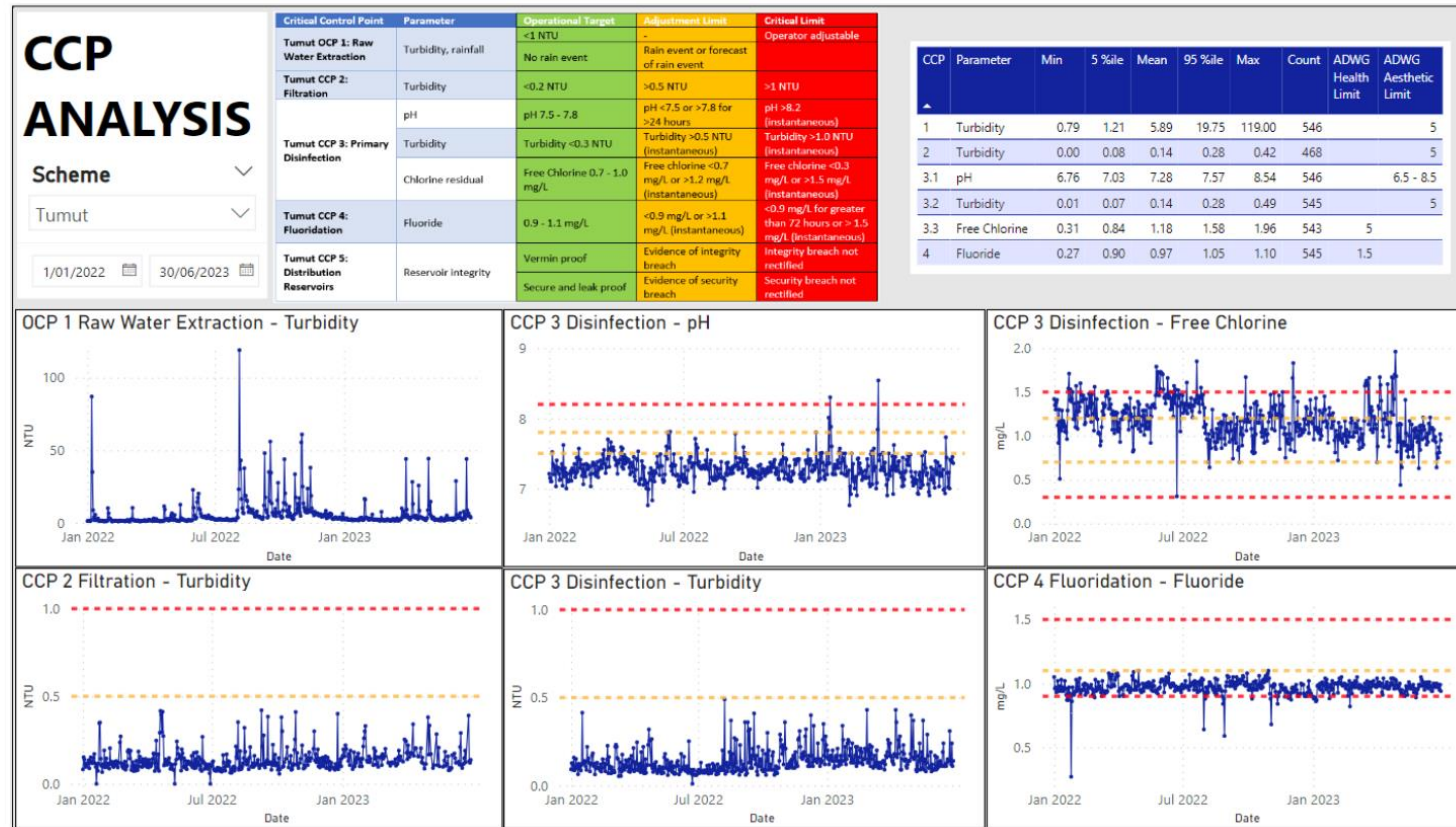 CCP
ANALYSIS
Scheme
Tumut
1/01/2022 30/06/2023
Critical Control Point Parameter Operational Target Adjustment Limit Critical Limit
Tumut OCP 1: Raw Water Extraction Turbidity, rainfall <1 NTU - Operator adjustable
No rain event Rain event or forecast of rain event
Tumut CCP 2: Filtration Turbidity <0.2 NTU >0.5 NTU >1 NTU
Tumut CCP 3: Primary Disinfection pH pH 7.5 - 7.8 pH <7.5 or >7.8 for >24 hours pH >8.2 (instantaneous)
Turbidity Turbidity <0.3 NTU Turbidity >0.5 NTU (instantaneous) Turbidity >1.0 NTU (instantaneous)
Chlorine residual Free Chlorine 0.7 - 1.0 mg/L Free chlorine <0.7 mg/L or >1.2 mg/L (instantaneous) Free chlorine <0.3 mg/L or >1.5 mg/L (instantaneous)
Tumut CCP 4: Fluoridation Fluoride 0.9 - 1.1 mg/L <0.9 mg/L or >1.1 mg/L (instantaneous) <0.9 mg/L for greater than 72 hours or > 1.5 mg/L (instantaneous)
Tumut CCP 5: Distribution Reservoirs Reservoir integrity Vermin proof Evidence of integrity breach Integrity breach not rectified
Secure and leak proof Evidence of security breach Security breach not rectified
CCP Parameter Min 5 %ile Mean 95 %ile Max Count ADWG Health Limit ADWG Aesthetic Limit
1 Turbidity 0.79 1.21 5.89 19.75 119.00 546 5
2 Turbidity 0.00 0.08 0.14 0.28 0.42 468 5
3.1 pH 6.76 7.03 7.28 7.57 8.54 546 6.5 - 8.5
3.2 Turbidity 0.01 0.07 0.14 0.28 0.49 545 5
3.3 Free Chlorine 0.31 0.84 1.18 1.58 1.96 543 5
4 Fluoride 0.27 0.90 0.97 1.05 1.10 545 1.5
OCP 1 Raw Water Extraction - Turbidity
100
50
0
NTU
Jan 2022 Jul 2022 Jan 2023
Date
CCP 3 Disinfection - pH
9
8
7
Jan 2022 Jul 2022 Jan 2023
Date
CCP 3 Disinfection - Free Chlorine
2.0
1.5
1.0
0.5
0.0
mg/L
Jan 2022 Jul 2022 Jan 2023
Date
CCP 2 Filtration - Turbidity
1.0
0.5
0.0
NTU
Jan 2022 Jul 2022 Jan 2023
Date
CCP 3 Disinfection - Turbidity
1.0
0.5
0.0
NTU
Jan 2022 Jul 2022 Jan 2023
Date
CCP 4 Fluoridation - Fluoride
1.5
1.0
0.5
mg/L
Jan 2022 Jul 2022 Jan 2023
Date